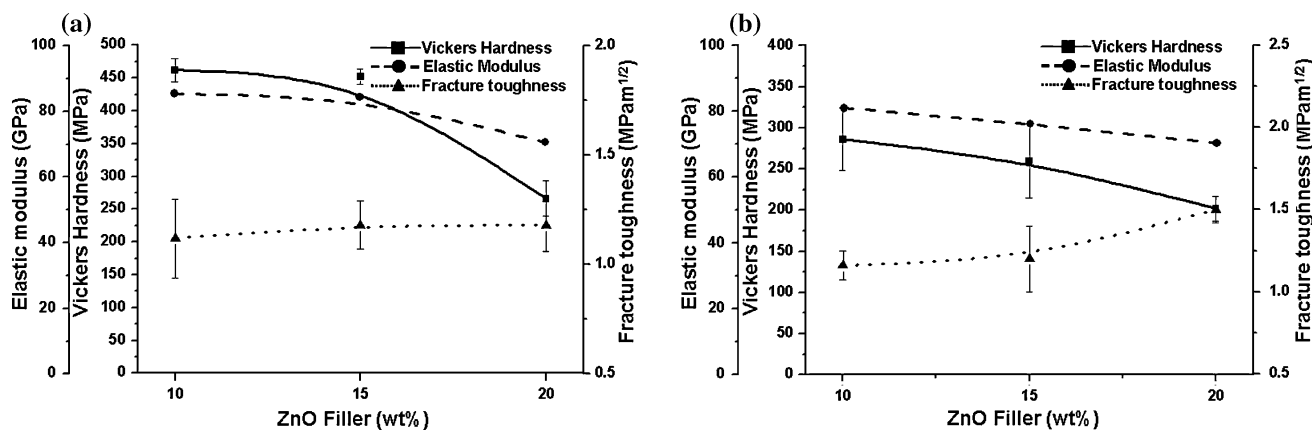 (a)
Elastic modulus (GPa)
100
80
60
40
20
0
Vickers Hardness (MPa)
500
450
400
350
300
250
200
150
100
50
0
Vickers Hardness
Elastic Modulus
Fracture toughness
2.0
1.5
1.0
0.5
Fracture toughness (MPam1/2)
10
15
20
ZnO Filler (wt%)
(b)
Elastic modulus (GPa)
100
80
60
40
20
0
Vickers Hardness (MPa)
400
350
300
250
200
150
100
50
0
Vickers Hardness
Elastic Modulus
Fracture toughness
2.5
2.0
1.5
1.0
0.5
Fracture toughness (MPam1/2)
10
15
20
ZnO Filler (wt%)